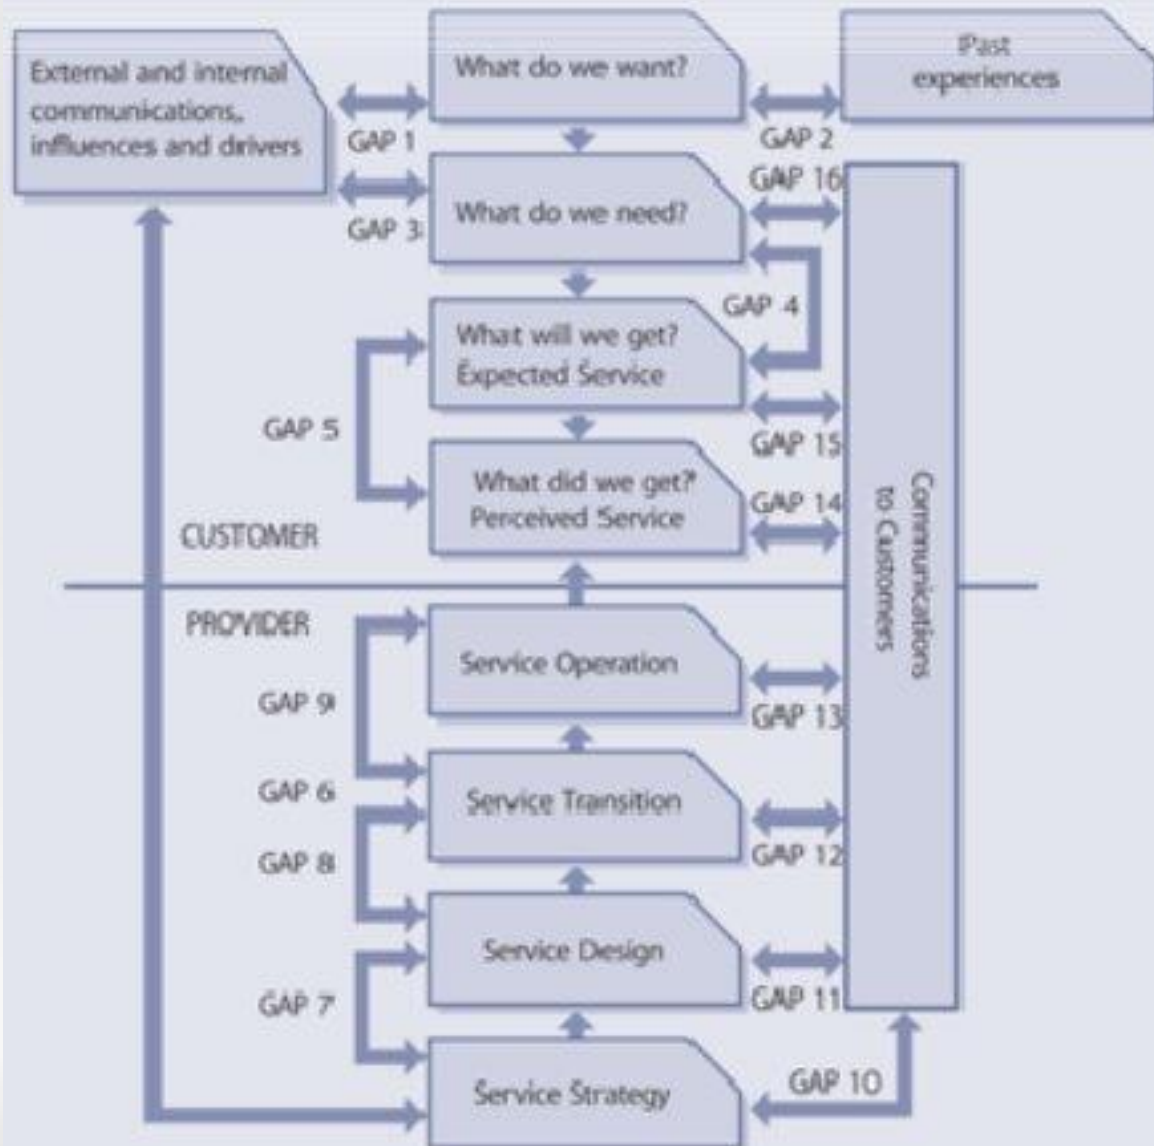 External and internal
communications,
influences and drivers
What do we want?
Past
experiences
GAP 1
GAP 2
GAP 16
What do we need?
GAP 3
GAP 4
What will we get?
Expected Service
GAP 5
GAP 15
What did we get?
Perceived Service
GAP 14
CUSTOMER
Communications
to Customers
PROVIDER
Service Operation
GAP 9
GAP 13
GAP 6
Service Transition
GAP 8
GAP 12
Service Design
GAP 7
GAP 11
Service Strategy
GAP 10